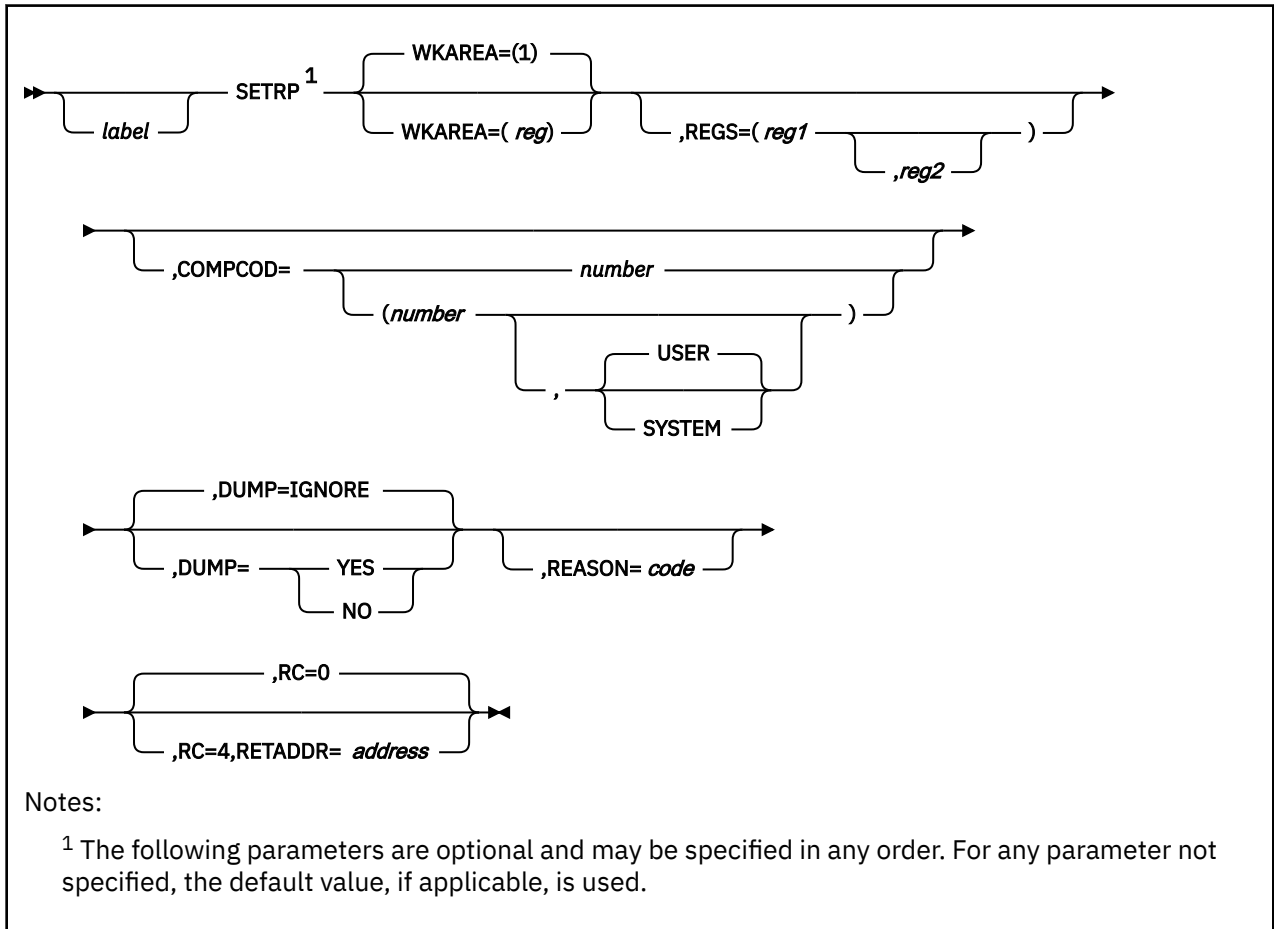 WKAREA=(1)
label SETRP 1 WKAREA=( reg) ,REGS=( reg1 ,reg2 )
,COMPCOD= number
(number , USER )
SYSTEM
,DUMP=IGNORE
,DUMP= YES ,REASON= code
NO
,RC=0
,RC=4,RETADDR= address
Notes:
1 The following parameters are optional and may be specified in any order. For any parameter not
specified, the default value, if applicable, is used.